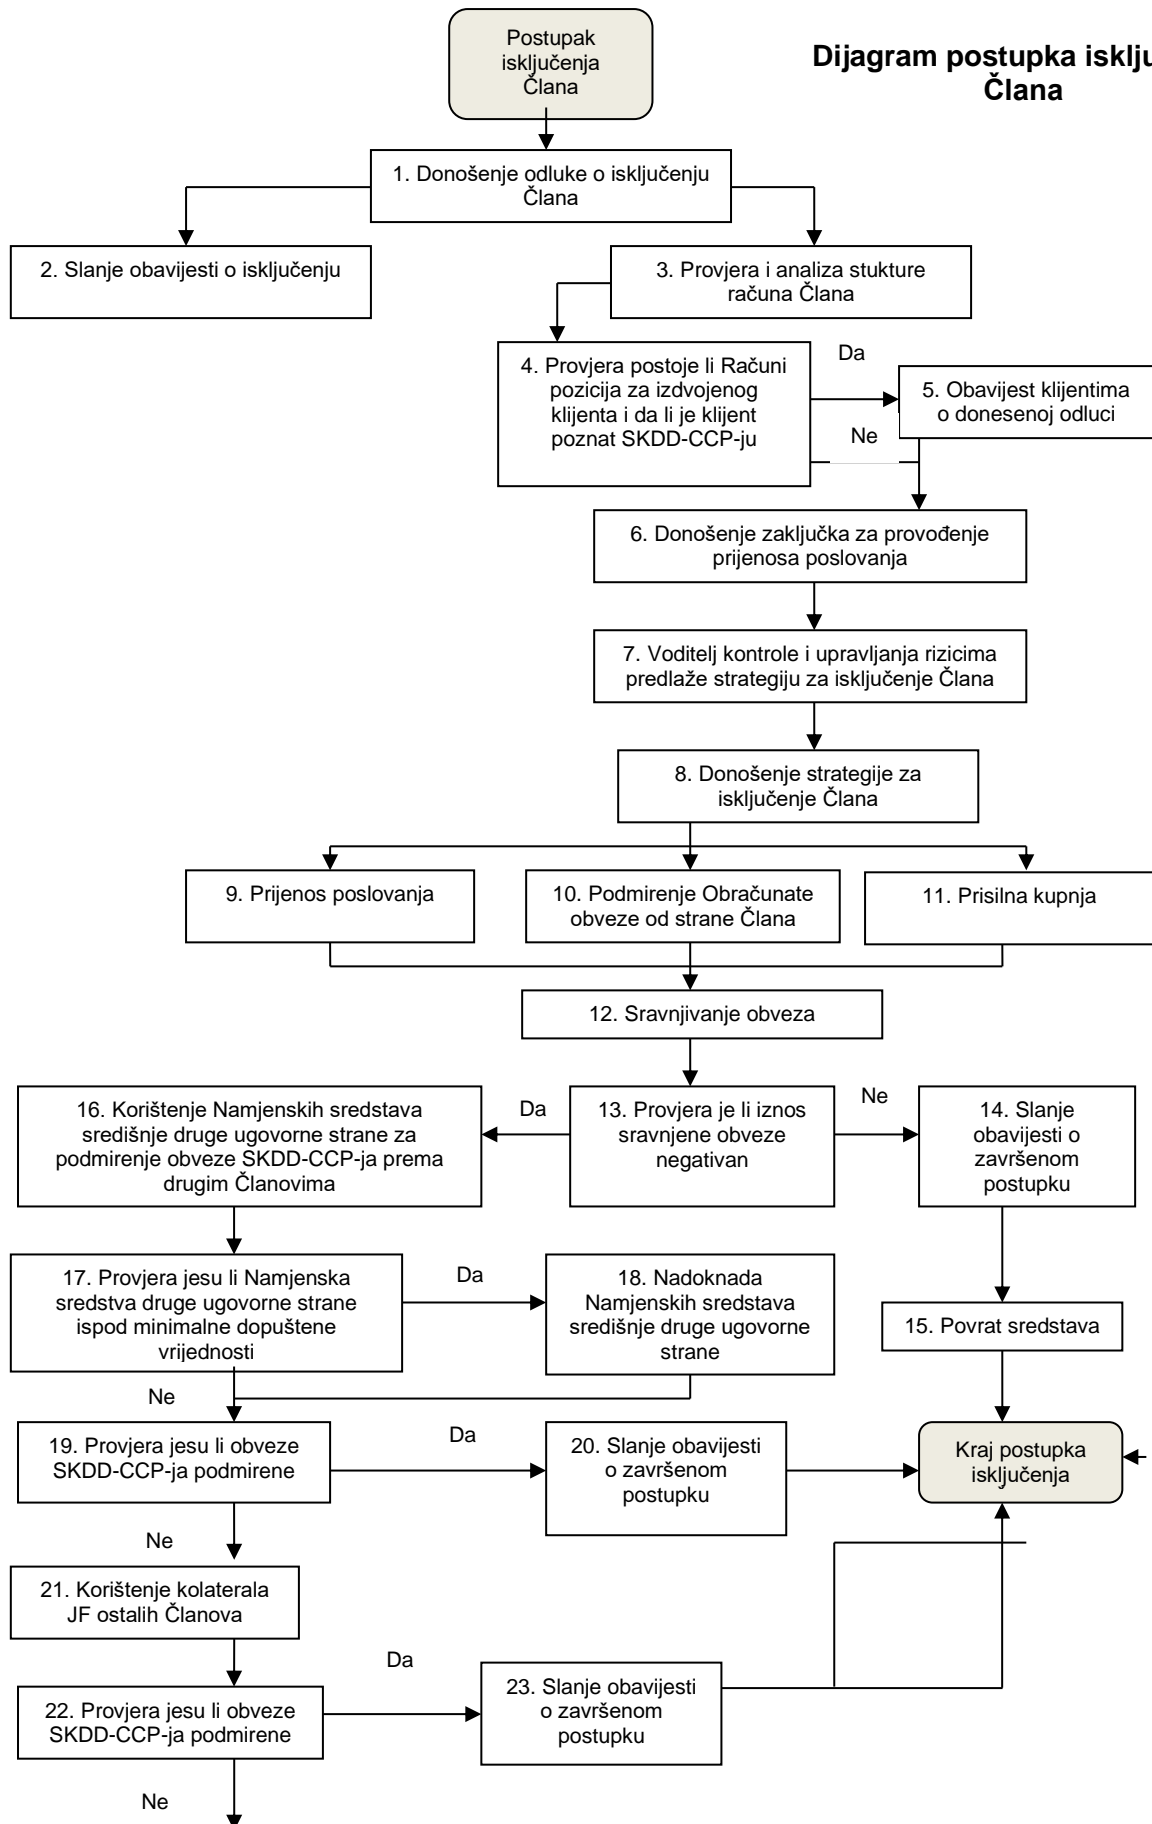 Postupak
isključenja
Člana
Dijagram postupka isklju
Člana
1. Donošenje odluke o isključenju
Člana
2. Slanje obavijesti o isključenju
3. Provjera i analiza stukture
računa Člana
4. Provjera postoje li Računi
pozicija za izdvojenog
klijenta i da li je klijent
poznat SKDD-CCP-ju
Da
5. Obavijest klijentima
o donesenoj odluci
Ne
6. Donošenje zaključka za provođenje
prijenosa poslovanja
7. Voditelj kontrole i upravljanja rizicima
predlaže strategiju za isključenje Člana
8. Donošenje strategije za
isključenje Člana
9. Prijenos poslovanja
10. Podmirenje Obračunate
obveze od strane Člana
11. Prisilna kupnja
12. Sravnjivanje obveza
16. Korištenje Namjenskih sredstava
središnje druge ugovorne strane za
podmirenje obveze SKDD-CCP-ja prema
drugim Članovima
Da
13. Provjera je li iznos
sravnjene obveze
negativan
Ne
14. Slanje
obavijesti o
završenom
postupku
17. Provjera jesu li Namjenska
sredstva druge ugovorne strane
ispod minimalne dopuštene
vrijednosti
Da
18. Nadoknada
Namjenskih sredstava
središnje druge ugovorne
strane
15. Povrat sredstava
Ne
19. Provjera jesu li obveze
SKDD-CCP-ja podmirene
Da
20. Slanje obavijesti
o završenom
postupku
Kraj postupka
isključenja
Ne
21. Korištenje kolaterala
JF ostalih Članova
Da
22. Provjera jesu li obveze
SKDD-CCP-ja podmirene
23. Slanje obavijesti
o završenom
postupku
Ne